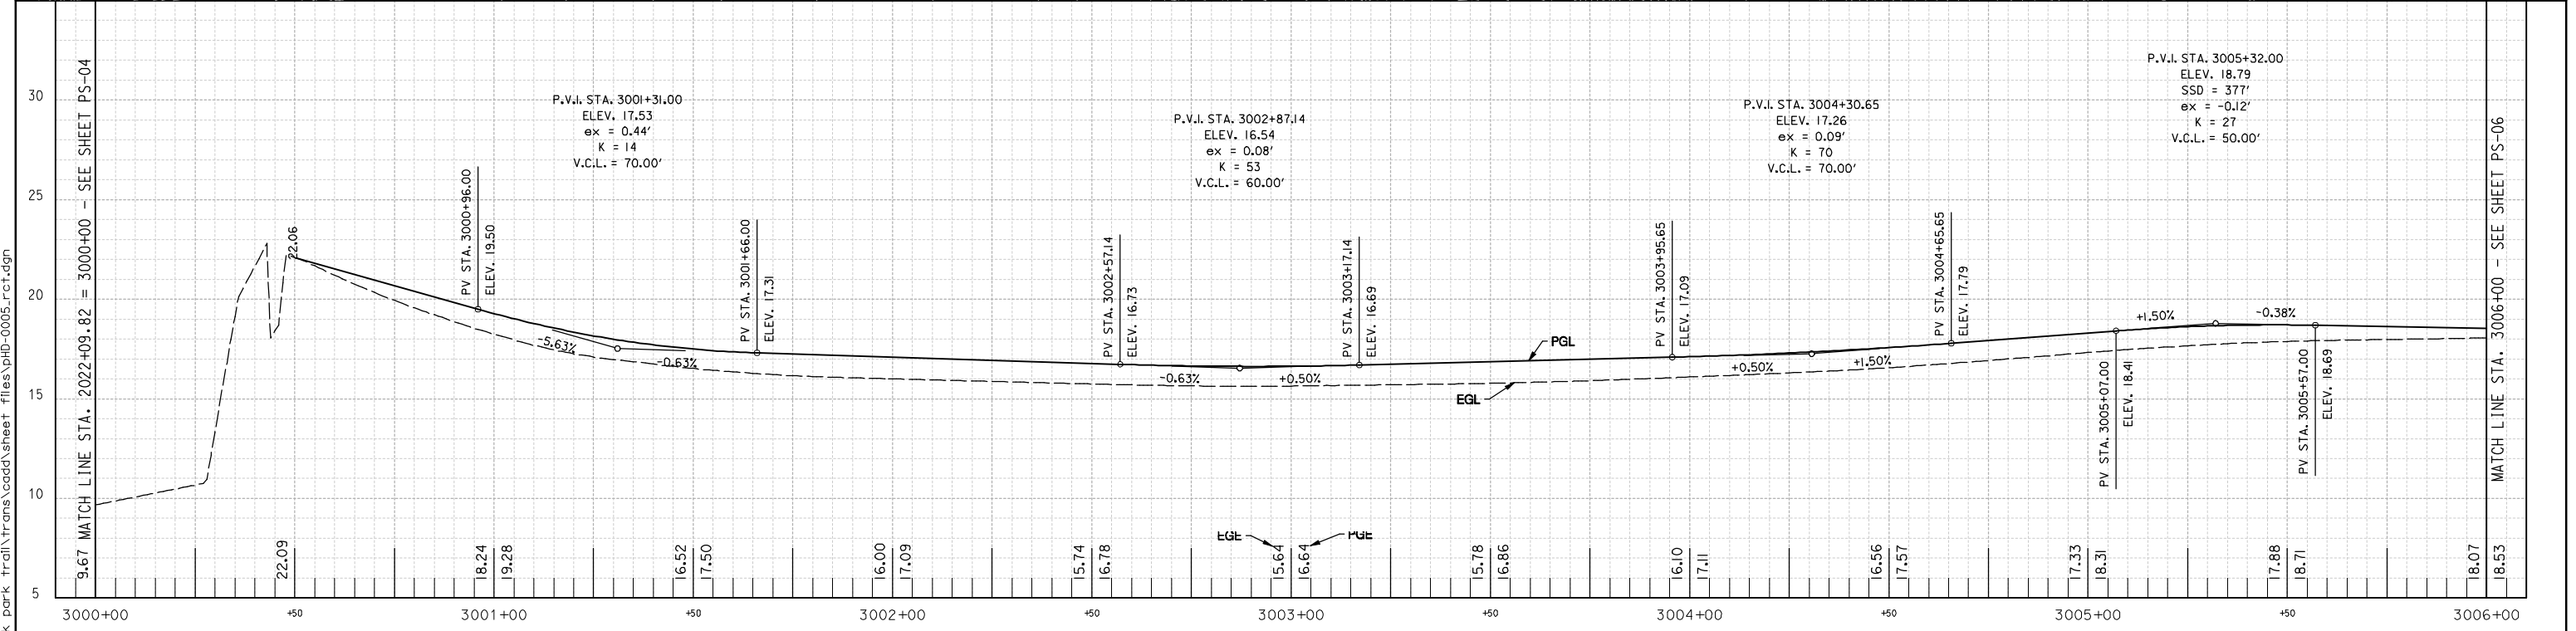 k park trail\trans\cadd\sheet files\pHD-0005_rct.dgn
MATCH LINE STA. 2022+09.82 = 3000+00 - SEE SHEET PS-04
30
25
20
15
10
5
P.V.I. STA. 3001+31.00
ELEV. 17.53
ex = 0.44'
K = 14
V.C.L. = 70.00'
P.V.I. STA. 3002+87.14
ELEV. 16.54
ex = 0.08'
K = 53
V.C.L. = 60.00'
P.V.I. STA. 3004+30.65
ELEV. 17.26
ex = 0.09'
K = 70
V.C.L. = 70.00'
P.V.I. STA. 3005+32.00
ELEV. 18.79
SSD = 377'
ex = -0.12'
K = 27
V.C.L. = 50.00'
22.06
PV STA. 3000+96.00
ELEV. 19.50
PV STA. 3001+66.00
ELEV. 17.31
PV STA. 3002+57.14
ELEV. 16.73
PV STA. 3003+17.14
ELEV. 16.69
PV STA. 3003+95.65
ELEV. 17.09
PV STA. 3004+65.65
ELEV. 17.79
PV STA. 3005+07.00
ELEV. 18.41
PV STA. 3005+57.00
ELEV. 18.69
-5.63%
-0.63%
-0.63%
+0.50%
+0.50%
+1.50%
+1.50%
-0.38%
PGL
EGL
EGE
PGE
MATCH LINE STA. 3006+00 - SEE SHEET PS-06
9.67
22.09
18.24
19.28
16.52
17.50
16.00
17.09
15.74
16.78
15.64
16.64
15.78
16.86
16.10
17.11
16.56
17.57
17.33
18.31
17.88
18.71
18.07
18.53
3000+00
+50
3001+00
+50
3002+00
+50
3003+00
+50
3004+00
+50
3005+00
+50
3006+00